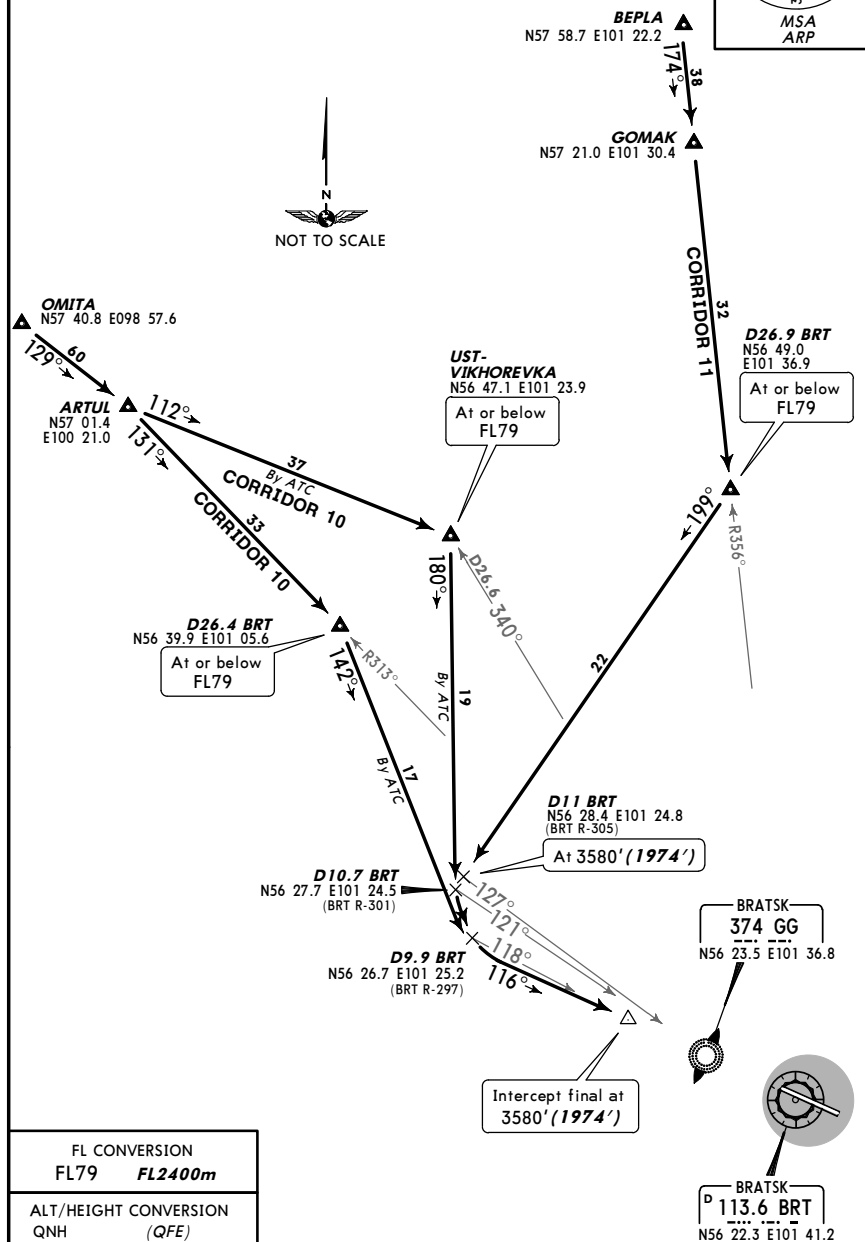 MSA
ARP
BEPLA
N57 58.7 E101 22.2
174°
38
GOMAK
N57 21.0 E101 30.4
N
NOT TO SCALE
CORRIDOR 11
32
OMITA
N57 40.8 E098 57.6
60
129°
ARTUL
N57 01.4
E100 21.0
112°
131°
37
By ATC
CORRIDOR 10
33
CORRIDOR 10
UST-
VIKHOREVKA
N56 47.1 E101 23.9
At or below
FL79
D26.9 BRT
N56 49.0
E101 36.9
At or below
FL79
199°
R356°
180°
D26.6
340°
22
D26.4 BRT
N56 39.9 E101 05.6
At or below
FL79
R313°
142°
19
By ATC
17
By ATC
D11 BRT
N56 28.4 E101 24.8
(BRT R-305)
At 3580'(1974')
D10.7 BRT
N56 27.7 E101 24.5
(BRT R-301)
127°
121°
118°
116°
D9.9 BRT
N56 26.7 E101 25.2
(BRT R-297)
BRATSK
374 GG
N56 23.5 E101 36.8
Intercept final at
3580'(1974')
BRATSK
D 113.6 BRT
N56 22.3 E101 41.2
FL CONVERSION
FL79 FL2400m
ALT/HEIGHT CONVERSION
QNH (QFE)